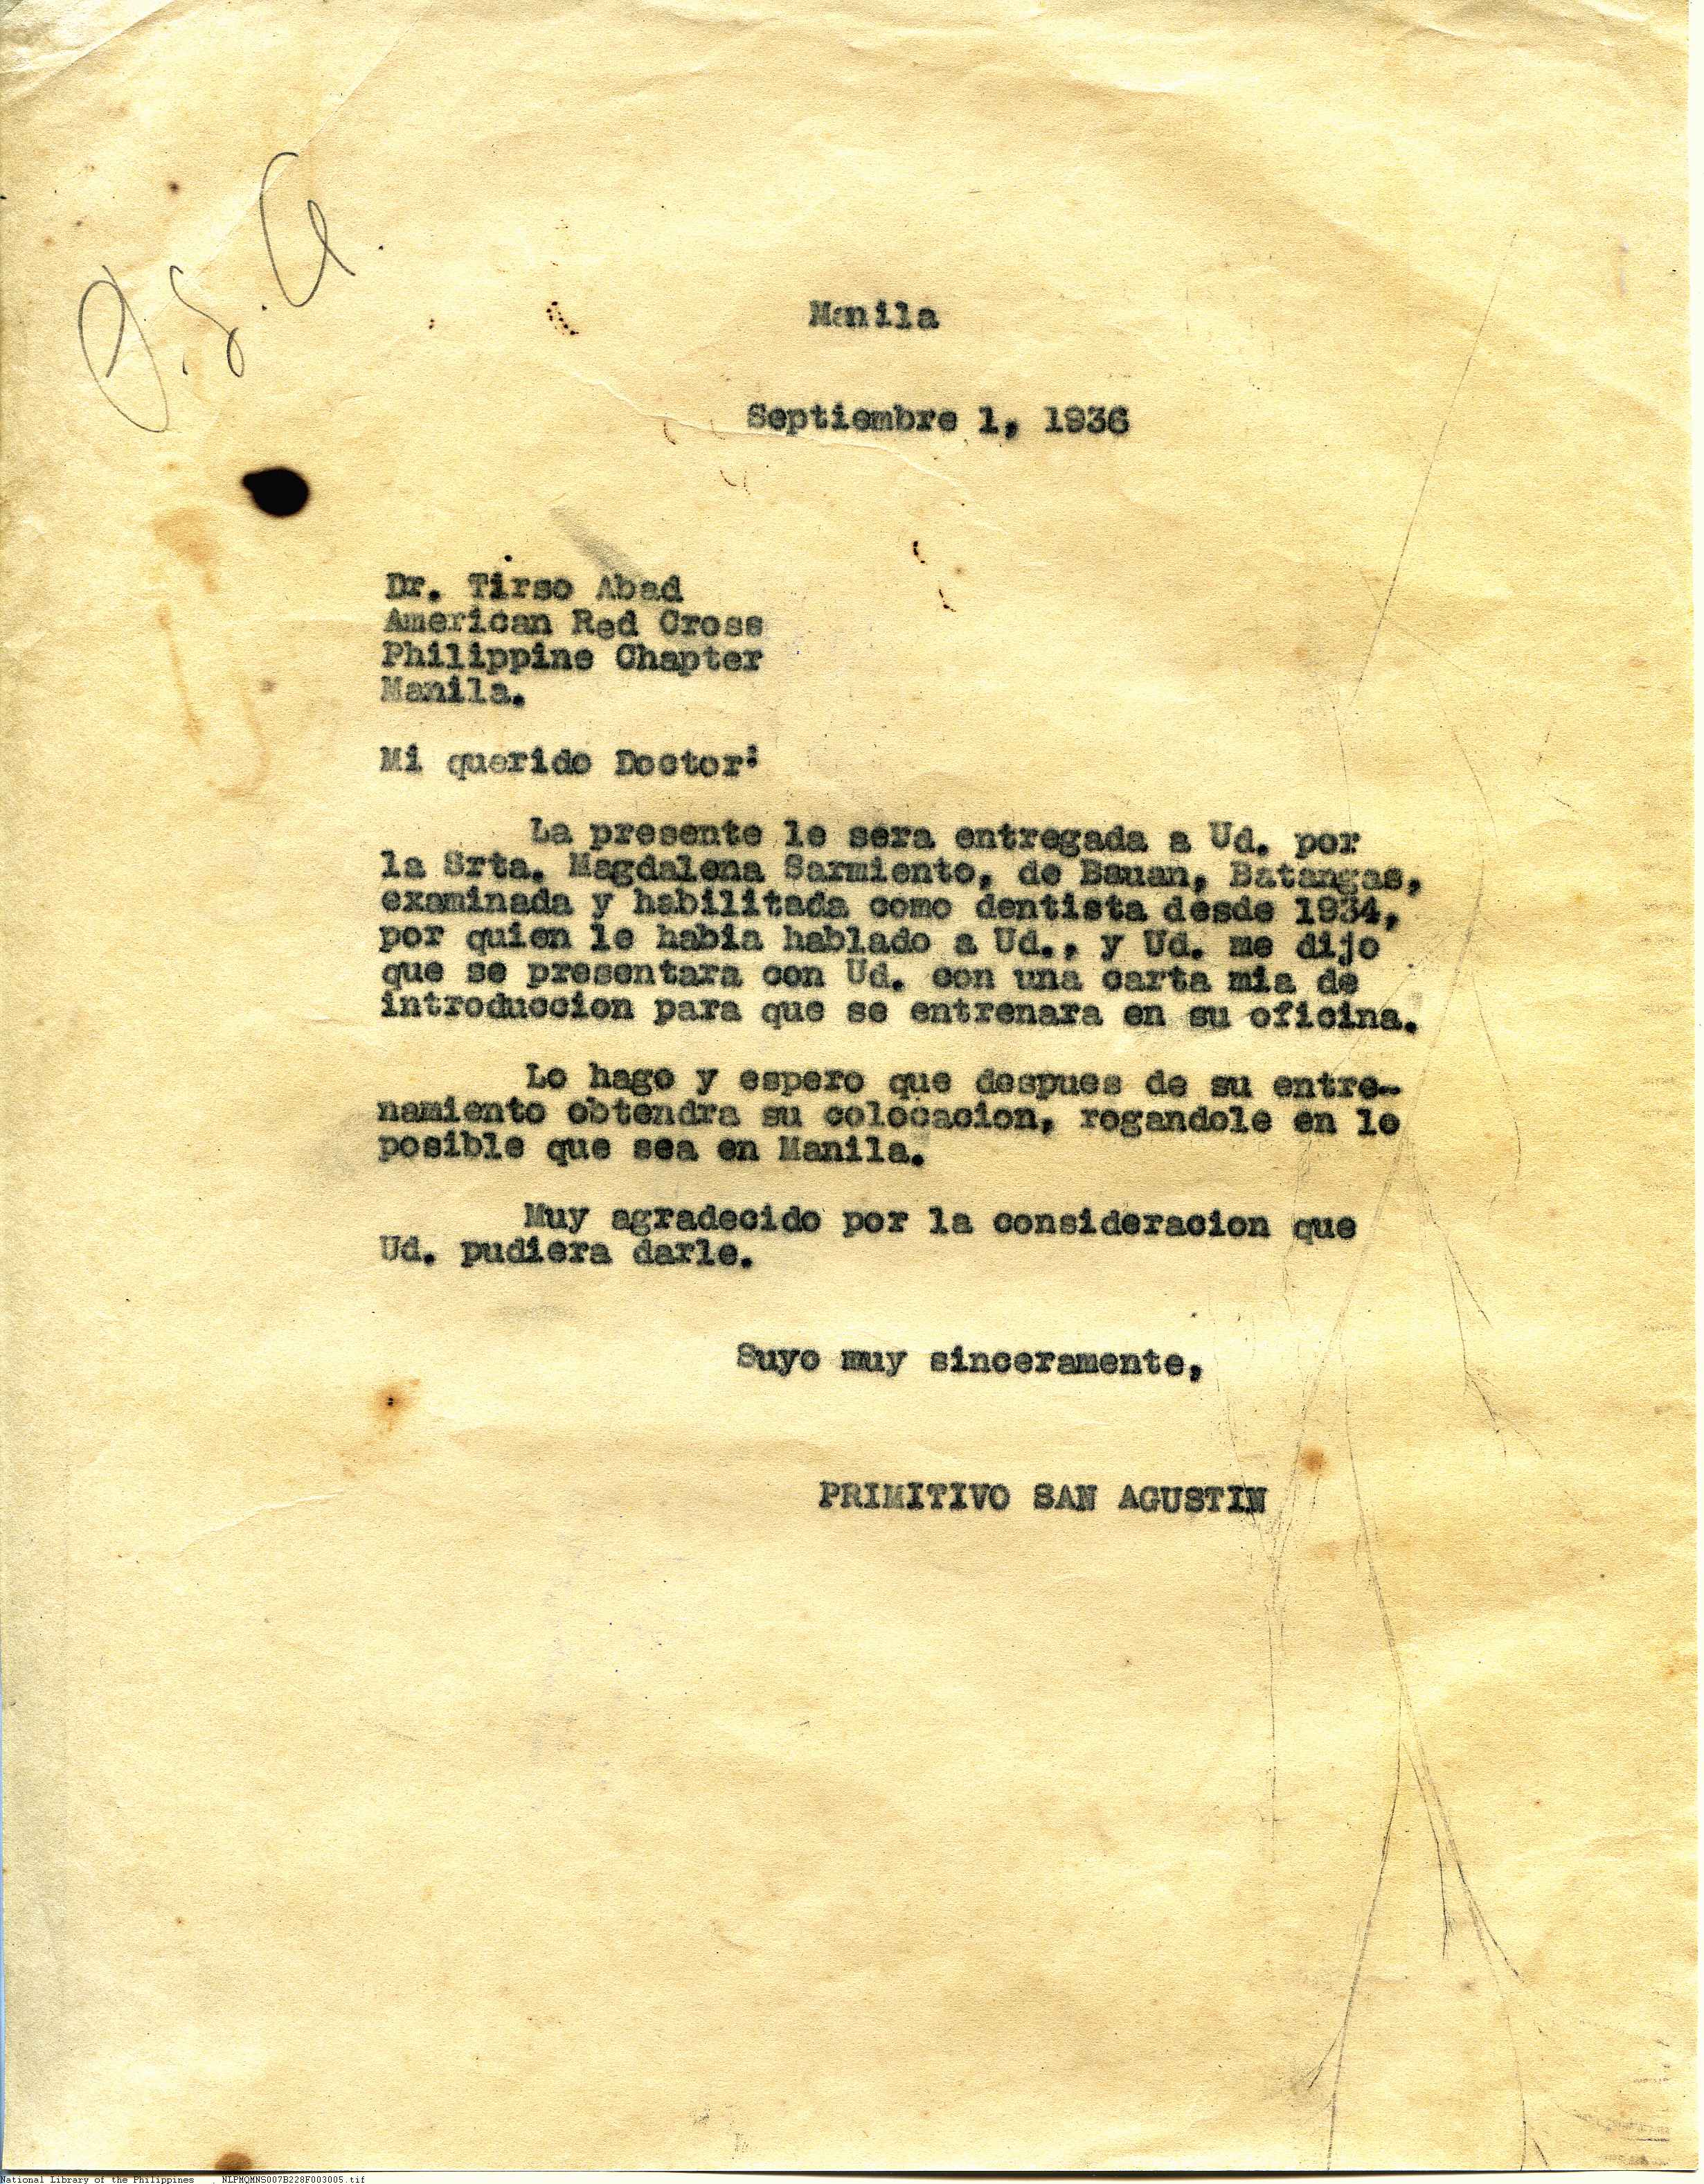 P.S.A.
Manila
Septiembre 1, 1936
Dr. Tirso Abad
American Red Cross
Philippine Chapter
Manila.
Mi querido Doctor:
La presente le sera entregada a Ud. por
la Srta. Magdalena Sarmiento, de Bauan, Batangas,
examinada y habilitada como dentista desde 1934,
por quien le habia hablado a Ud., y Ud. me dijo
que se presentara con Ud. con una carta mia de
introduccion para que se entrenara en su oficina.
Lo hago y espero que despues de su entre-
namiento obtendra su colocacion, rogandole en lo
posible que sea en Manila.
Muy agradecido por la consideracion que
Ud. pudiera darle.
Suyo muy sinceramente,
PRIMITIVO SAN AGUSTIN
National Library of the Philippines . NLPMQMNS007B228F003005.tif